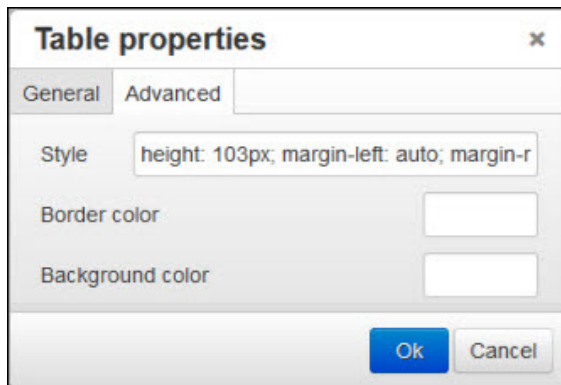 Table properties ×
General Advanced
Style height: 103px; margin-left: auto; margin-r
Border color
Background color
Ok Cancel